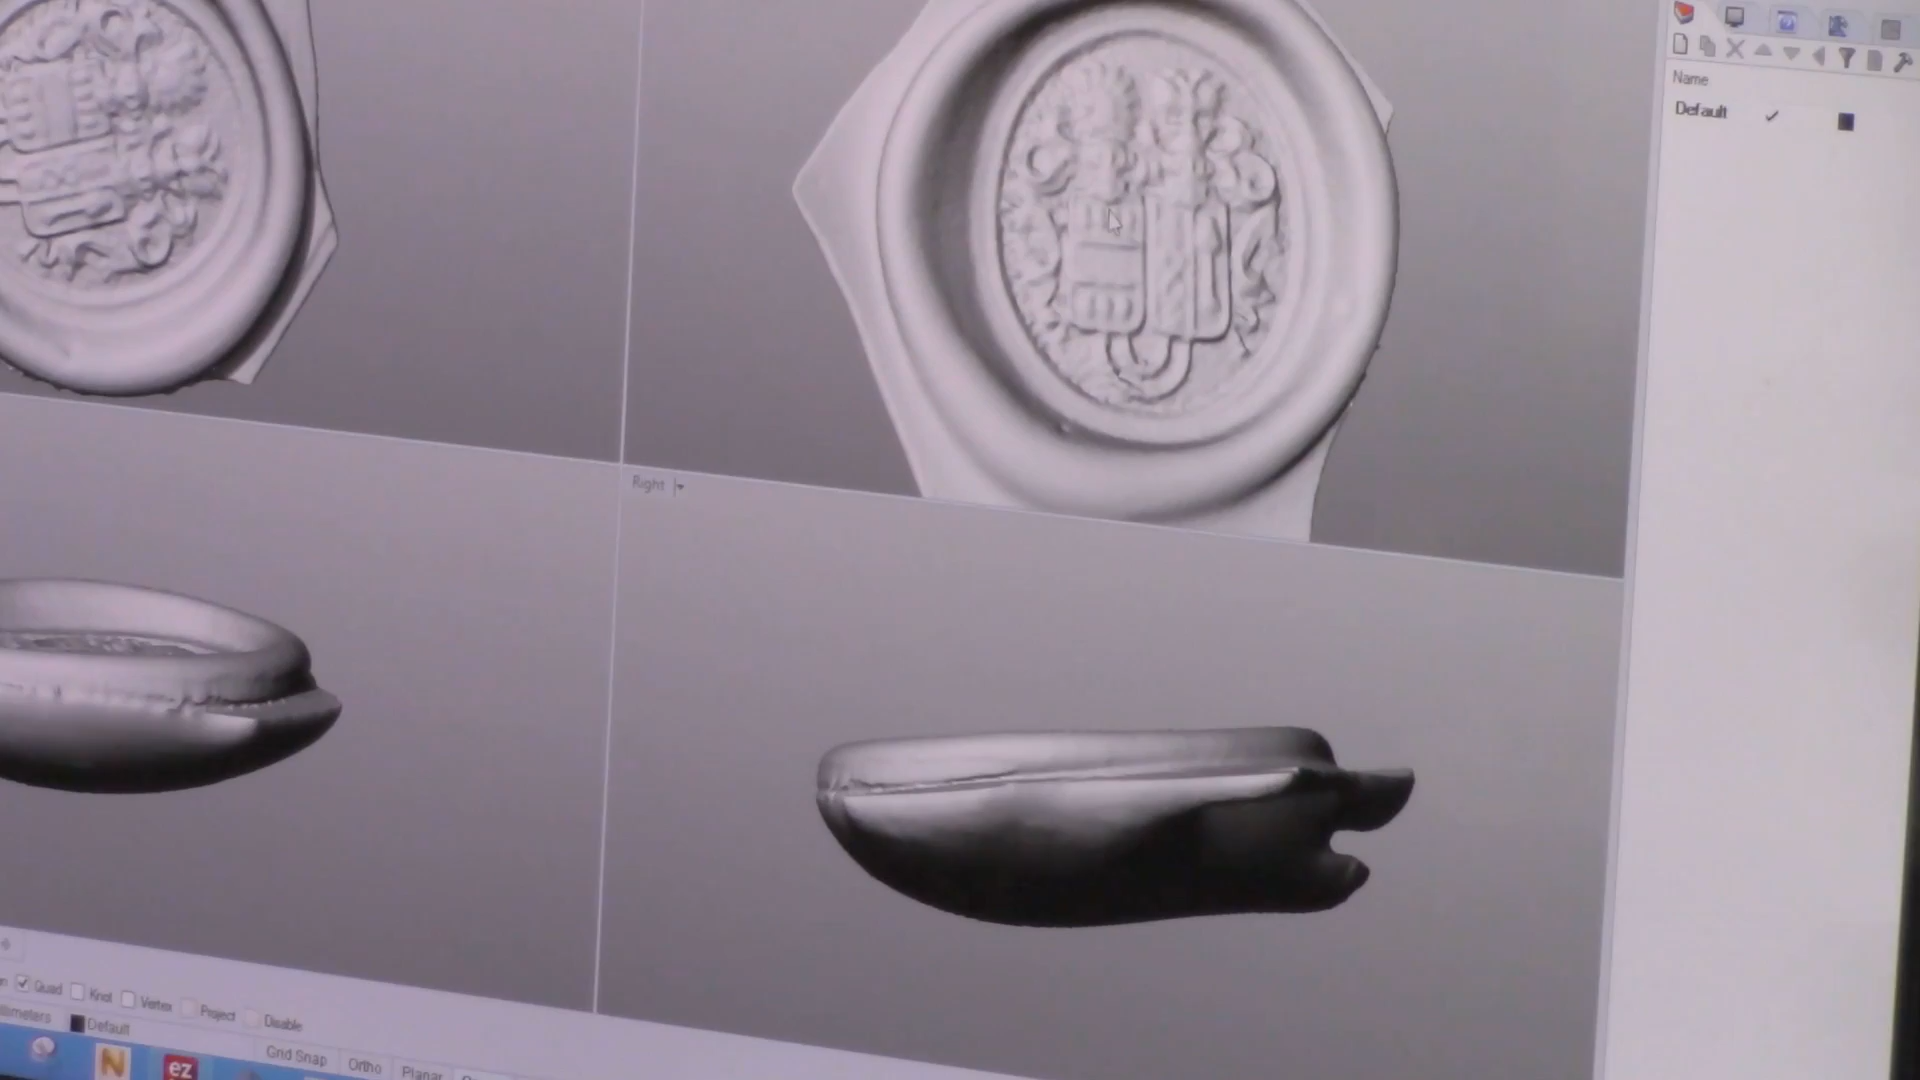 Name
Default
Right
Quad Knot Vertex Project Disable
Default
Grid Snap Ortho Planar
N ez